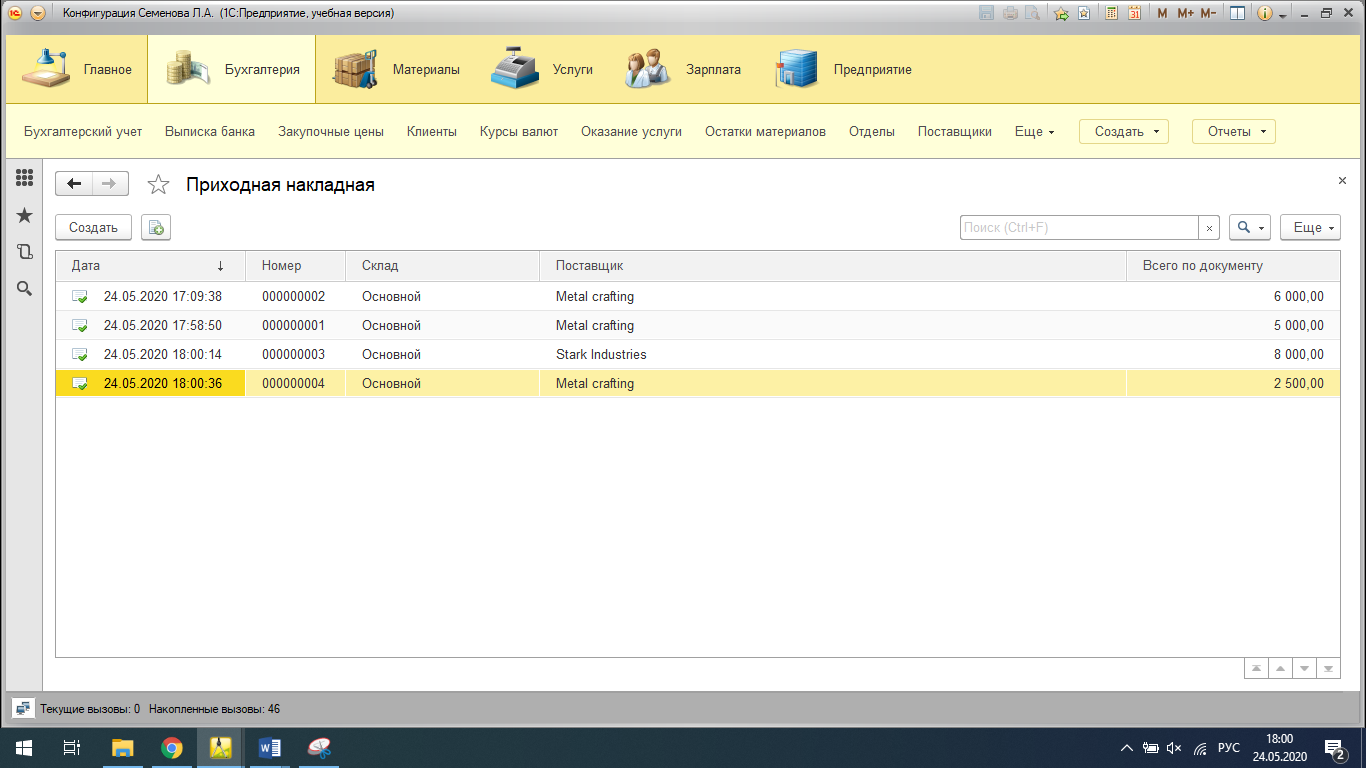 Конфигурация Семенова Л.А. (1С:Предприятие, учебная версия)
M M+ M-
Главное Бухгалтерия Материалы Услуги Зарплата Предприятие
Бухгалтерский учет Выписка банка Закупочные цены Клиенты Курсы валют Оказание услуги Остатки материалов Отделы Поставщики Еще Создать Отчеты
Приходная накладная
Создать Поиск (Ctrl+F) Еще
Дата Номер Склад Поставщик Всего по документу
24.05.2020 17:09:38 000000002 Основной Metal crafting 6 000,00
24.05.2020 17:58:50 000000001 Основной Metal crafting 5 000,00
24.05.2020 18:00:14 000000003 Основной Stark Industries 8 000,00
24.05.2020 18:00:36 000000004 Основной Metal crafting 2 500,00
Текущие вызовы: 0 Накопленные вызовы: 46
РУС
18:00
24.05.2020
2